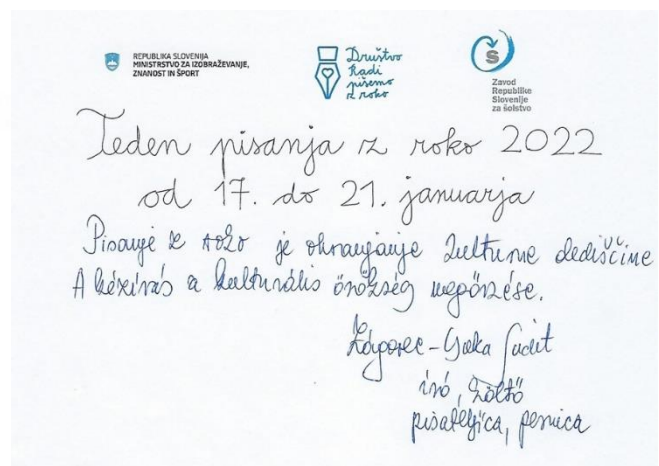 REPUBLIKA SLOVENIJA
MINISTRSTVO ZA IZOBRAŽEVANJE,
ZNANOST IN ŠPORT
Društvo
Radi
pišemo
z roko
Zavod
Republike
Slovenije
za šolstvo
Teden pisanja z roko 2022
od 17. do 21. januarja
Pisanje z roko je ohranjanje kulturne dediščine
A kézírás a kulturális örökség megőrzése.
Zágorec-Csuka Judit
író, költő
pisateljica, pesnica